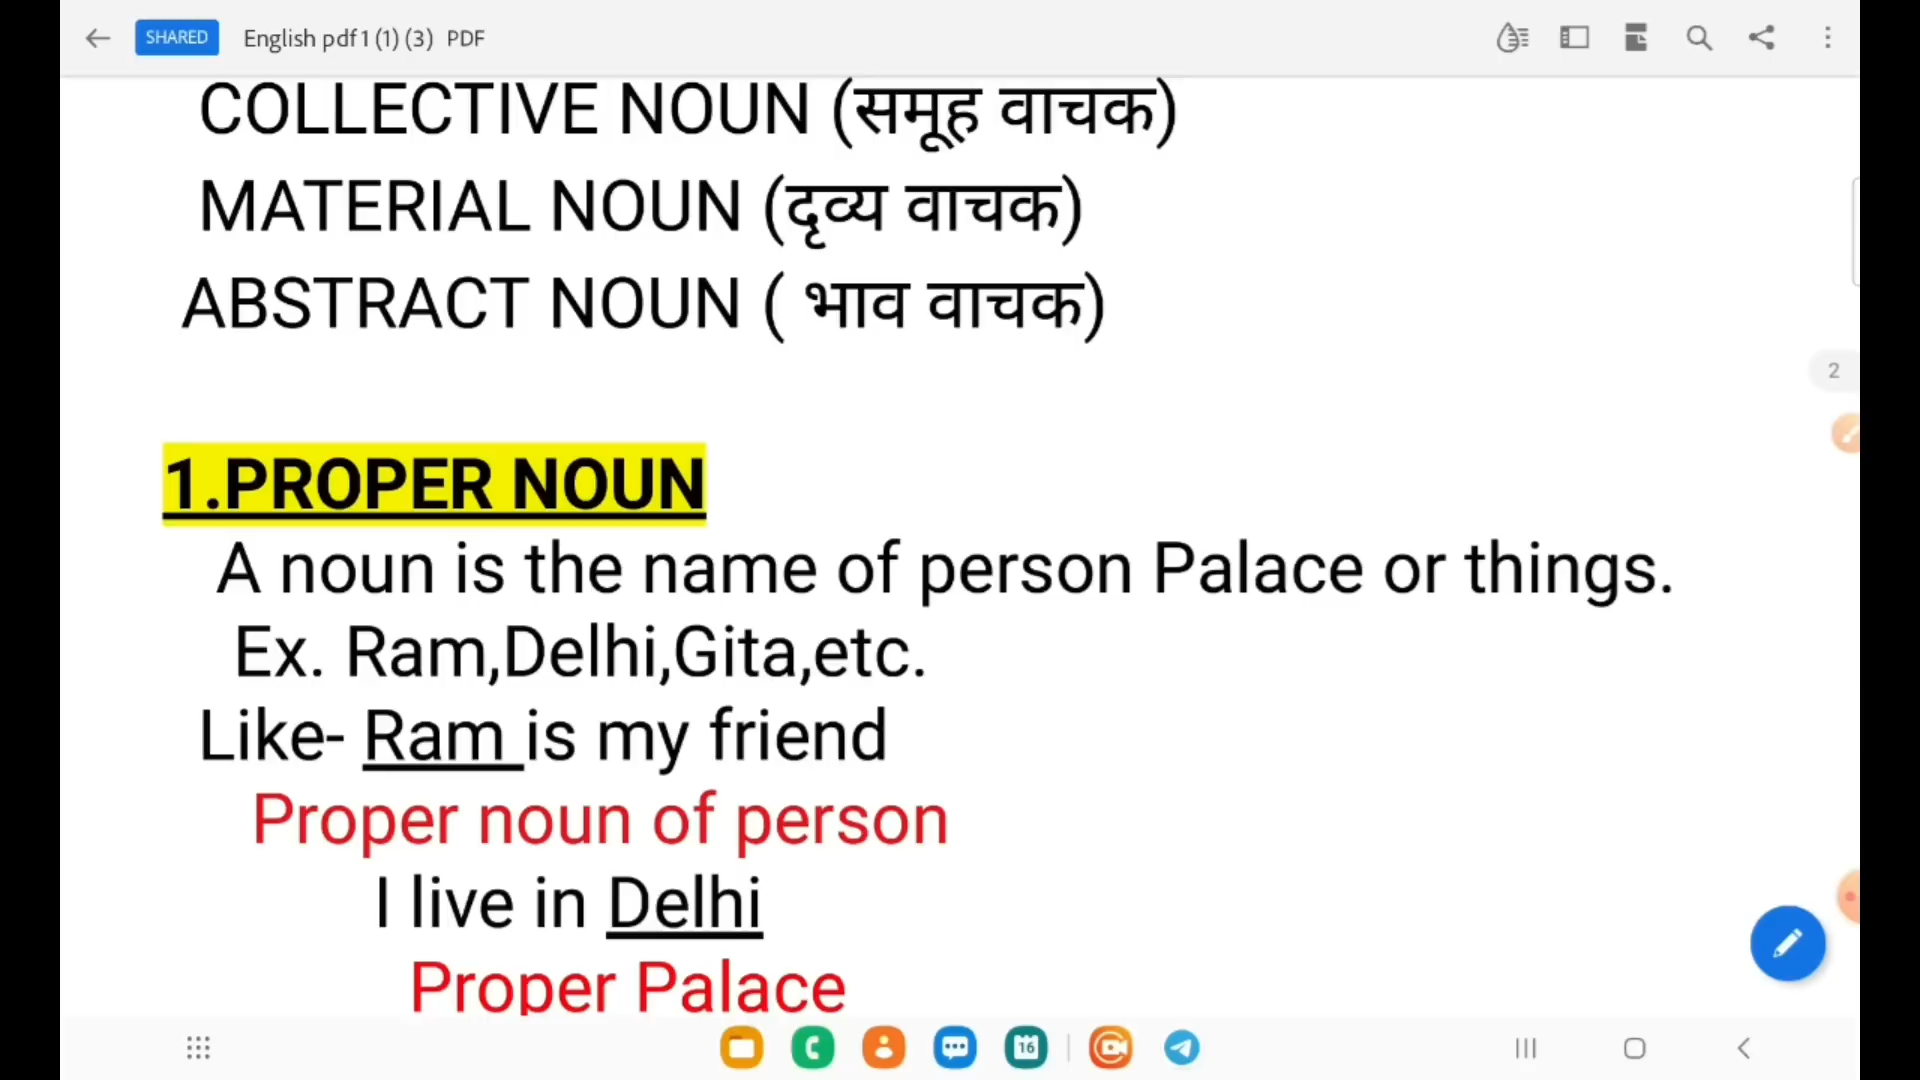 SHARED English pdf 1 (1) (3) PDF
COLLECTIVE NOUN (समूह वाचक)
MATERIAL NOUN (दृव्य वाचक)
ABSTRACT NOUN ( भाव वाचक)
2
1.PROPER NOUN
A noun is the name of person Palace or things.
Ex. Ram,Delhi,Gita,etc.
Like- Ram is my friend
Proper noun of person
I live in Delhi
Proper Palace
16